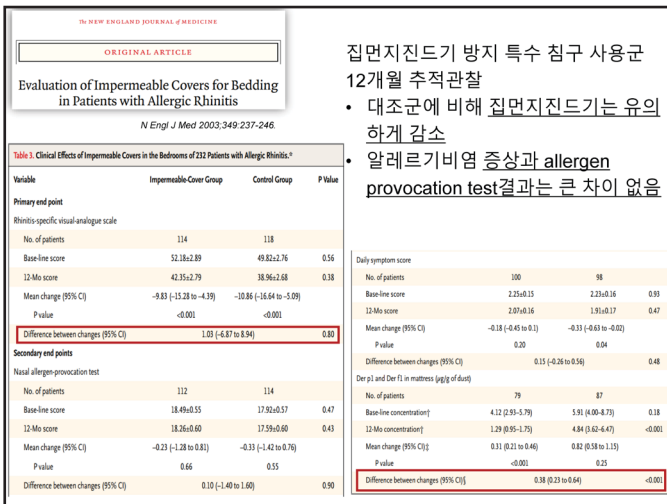 The NEW ENGLAND JOURNAL of MEDICINE
ORIGINAL ARTICLE
Evaluation of Impermeable Covers for Bedding
in Patients with Allergic Rhinitis
N Engl J Med 2003;349:237-246.
집먼지진드기 방지 특수 침구 사용군
12개월 추적관찰
• 대조군에 비해 집먼지진드기는 유의
하게 감소
• 알레르기비염 증상과 allergen
provocation test결과는 큰 차이 없음
Table 3. Clinical Effects of Impermeable Covers in the Bedrooms of 232 Patients with Allergic Rhinitis.*
Variable Impermeable-Cover Group Control Group P Value
Primary end point
Rhinitis-specific visual-analogue scale
No. of patients 114 118
Base-line score 52.18±2.89 49.82±2.76 0.56
12-Mo score 42.35±2.79 38.96±2.68 0.38
Mean change (95% CI) –9.83 (–15.28 to –4.39) –10.86 (–16.64 to –5.09)
P value <0.001 <0.001
Difference between changes (95% CI) 1.03 (–6.87 to 8.94) 0.80
Secondary end points
Nasal allergen-provocation test
No. of patients 112 114
Base-line score 18.49±0.55 17.92±0.57 0.47
12-Mo score 18.26±0.60 17.59±0.60 0.43
Mean change (95% CI) –0.23 (–1.28 to 0.81) –0.33 (–1.42 to 0.76)
P value 0.66 0.55
Difference between changes (95% CI) 0.10 (–1.40 to 1.60) 0.90
Daily symptom score
No. of patients 100 98
Base-line score 2.25±0.15 2.23±0.16 0.93
12-Mo score 2.07±0.16 1.91±0.17 0.47
Mean change (95% CI) –0.18 (–0.45 to 0.1) –0.33 (–0.63 to –0.02)
P value 0.20 0.04
Difference between changes (95% CI) 0.15 (–0.26 to 0.56) 0.48
Der p1 and Der f1 in mattress (μg/g of dust)
No. of patients 79 87
Base-line concentration† 4.12 (2.93–5.79) 5.91 (4.00–8.73) 0.18
12-Mo concentration† 1.29 (0.95–1.75) 4.84 (3.62–6.47) <0.001
Mean change (95% CI)‡ 0.31 (0.21 to 0.46) 0.82 (0.58 to 1.15)
P value <0.001 0.25
Difference between changes (95% CI)§ 0.38 (0.23 to 0.64) <0.001